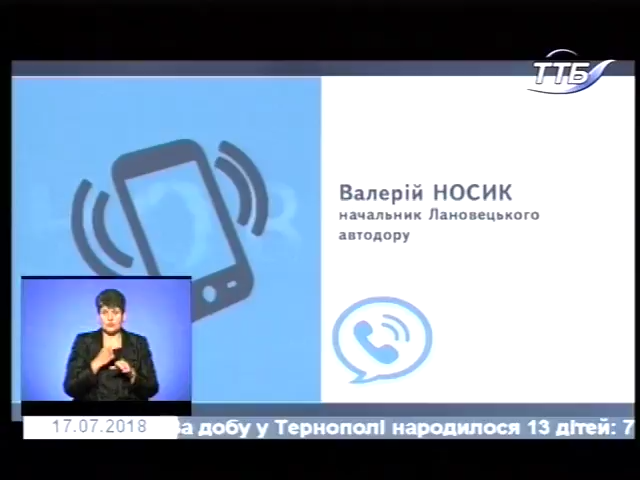 ТТБ
Валерій НОСИК
начальник Лановецького
автодору
17.07.2018
за добу у Тернополі народилося 13 дітей: 7